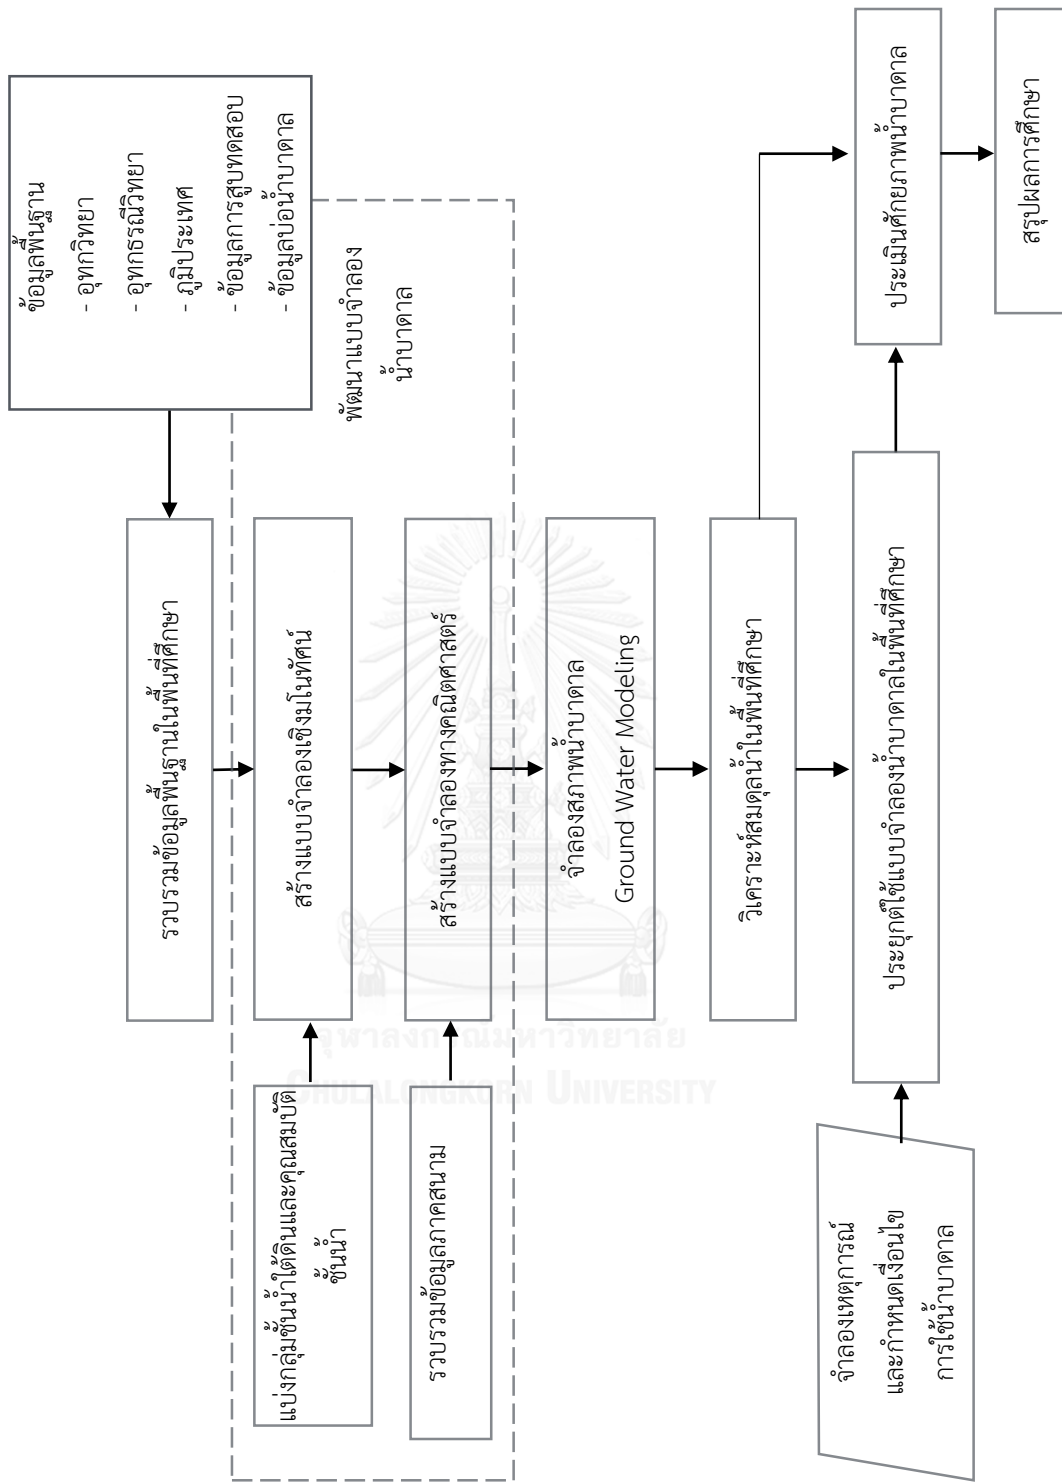 ข้อมูลพื้นฐาน
- อุทกวิทยา
- อุทกธรณีวิทยา
- ภูมิประเทศ
- ข้อมูลการสูบทดสอบ
- ข้อมูลบ่อน้ำบาดาล
รวบรวมข้อมูลพื้นฐานในพื้นที่ศึกษา
พัฒนาแบบจำลอง
น้ำบาดาล
แบ่งกลุ่มชั้นน้ำใต้ดินและคุณสมบัติ
ชั้นน้ำ
สร้างแบบจำลองเชิงมโนทัศน์
รวบรวมข้อมูลภาคสนาม
สร้างแบบจำลองทางคณิตศาสตร์
จำลองสภาพน้ำบาดาล
Ground Water Modeling
วิเคราะห์สมดุลน้ำในพื้นที่ศึกษา
จำลองเหตุการณ์
และกำหนดเงื่อนไข
การใช้น้ำบาดาล
ประยุกต์ใช้แบบจำลองน้ำบาดาลในพื้นที่ศึกษา
ประเมินศักยภาพน้ำบาดาล
สรุปผลการศึกษา
จุฬาลงกรณ์มหาวิทยาลัย
CHULALONGKORN UNIVERSITY